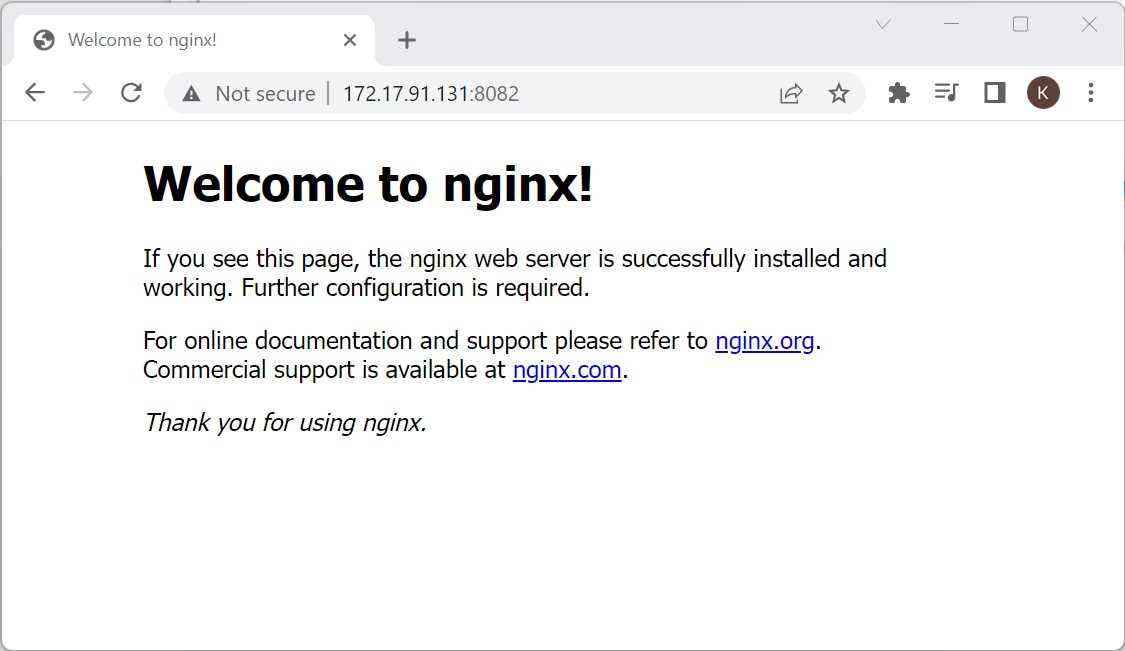 Welcome to nginx!
Not secure | 172.17.91.131:8082
K
Welcome to nginx!
If you see this page, the nginx web server is successfully installed and
working. Further configuration is required.
For online documentation and support please refer to nginx.org.
Commercial support is available at nginx.com.
Thank you for using nginx.